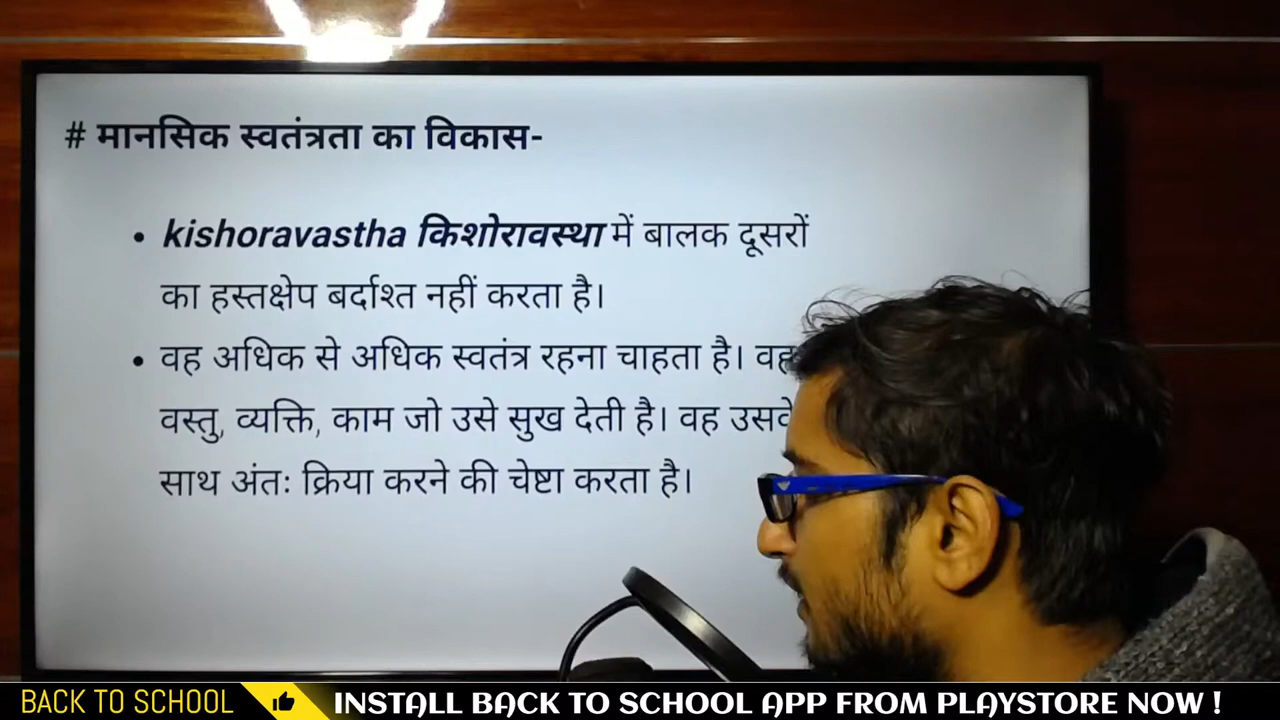 # मानसिक स्वतंत्रता का विकास-
• kishoravastha किशोरावस्था में बालक दूसरों
का हस्तक्षेप बर्दाश्त नहीं करता है।
• वह अधिक से अधिक स्वतंत्र रहना चाहता है। वह
वस्तु, व्यक्ति, काम जो उसे सुख देती है। वह
साथ अंतः क्रिया करने की चेष्टा करता है।
BACK TO SCHOOL
INSTALL BACK TO SCHOOL APP FROM PLAYSTORE NOW !